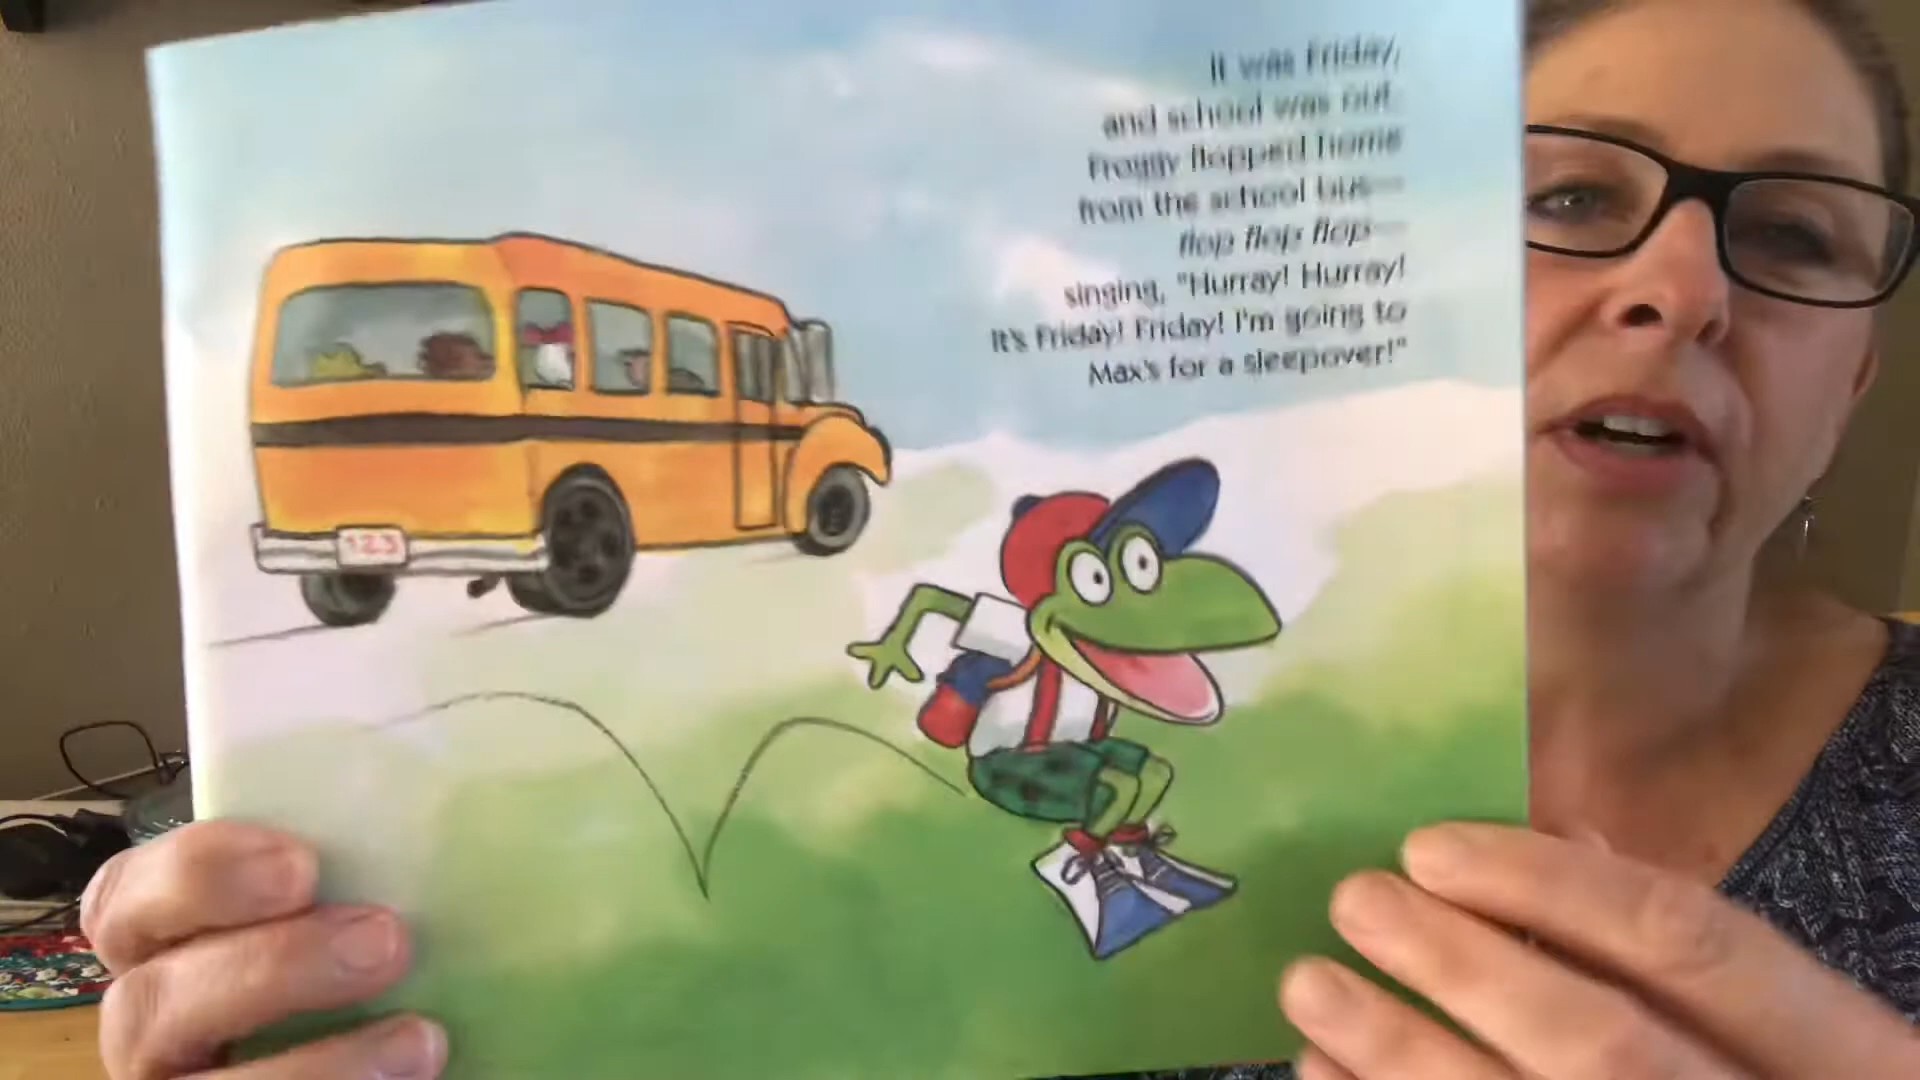 It was Friday,
and school was out.
Froggy flopped home
from the school bus—
flop flop flop—
singing, "Hurray! Hurray!
It's Friday! Friday! I'm going to
Max's for a sleepover!"
123